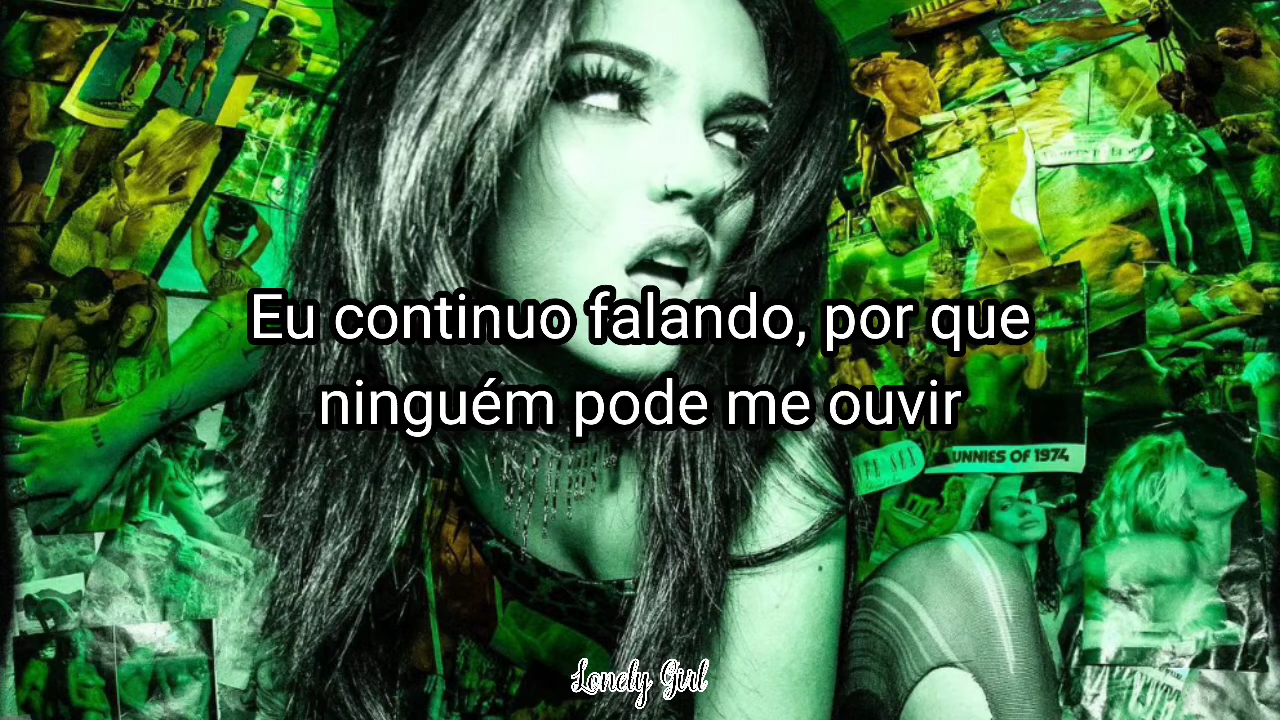 Eu continuo falando, por que
ninguém pode me ouvir
UNNIES OF 1974
Lonely Girl